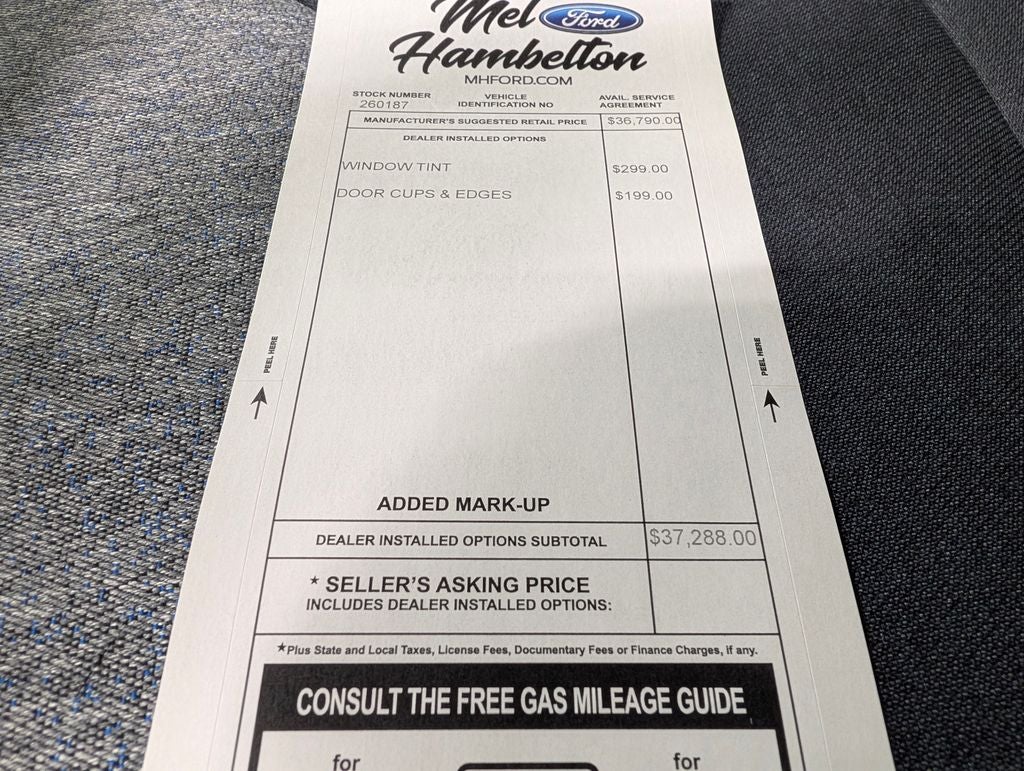 Mel Ford
Hambelton
MHFORD.COM
STOCK NUMBER VEHICLE AVAIL. SERVICE
260187 IDENTIFICATION NO AGREEMENT
MANUFACTURER'S SUGGESTED RETAIL PRICE $36,790.00
DEALER INSTALLED OPTIONS
WINDOW TINT $299.00
DOOR CUPS & EDGES $199.00
PEEL HERE PEEL HERE
ADDED MARK-UP
DEALER INSTALLED OPTIONS SUBTOTAL $37,288.00
* SELLER'S ASKING PRICE
INCLUDES DEALER INSTALLED OPTIONS:
*Plus State and Local Taxes, License Fees, Documentary Fees or Finance Charges, if any.
CONSULT THE FREE GAS MILEAGE GUIDE
for for